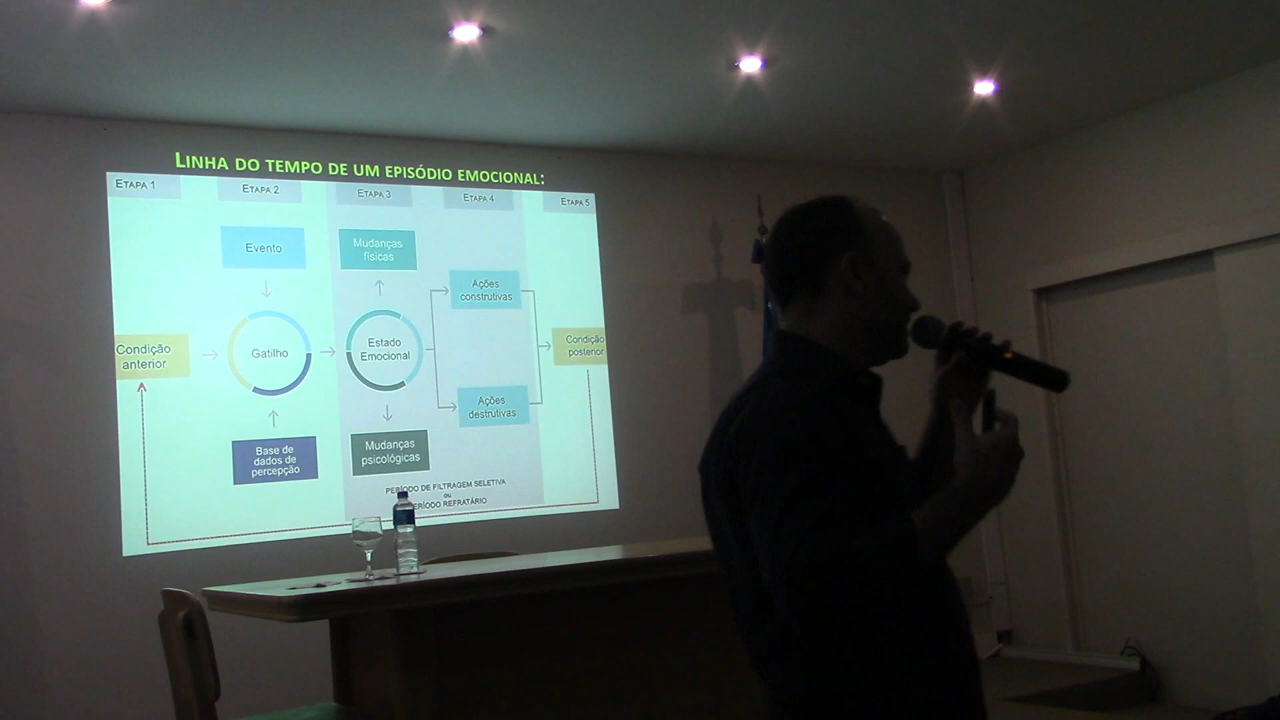 LINHA DO TEMPO DE UM EPISÓDIO EMOCIONAL:
ETAPA 1
ETAPA 2
ETAPA 3
ETAPA 4
ETAPA 5
Evento
Mudanças
físicas
Ações
construtivas
Condição
anterior
Gatilho
Estado
Emocional
Condição
posterior
Ações
destrutivas
Base de
dados de
percepção
Mudanças
psicológicas
PERÍODO DE FILTRAGEM SELETIVA
ou
PERÍODO REFRATÁRIO